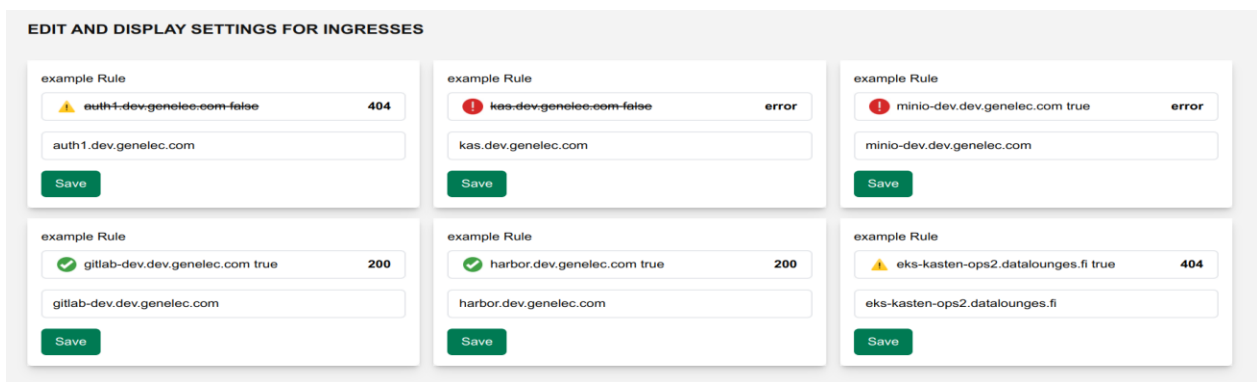 EDIT AND DISPLAY SETTINGS FOR INGRESSES
example Rule
auth1.dev.genelec.com false 404
auth1.dev.genelec.com
Save
example Rule
kas.dev.genelec.com false error
kas.dev.genelec.com
Save
example Rule
minio-dev.dev.genelec.com true error
minio-dev.dev.genelec.com
Save
example Rule
gitlab-dev.dev.genelec.com true 200
gitlab-dev.dev.genelec.com
Save
example Rule
harbor.dev.genelec.com true 200
harbor.dev.genelec.com
Save
example Rule
eks-kasten-ops2.datalounges.fi true 404
eks-kasten-ops2.datalounges.fi
Save